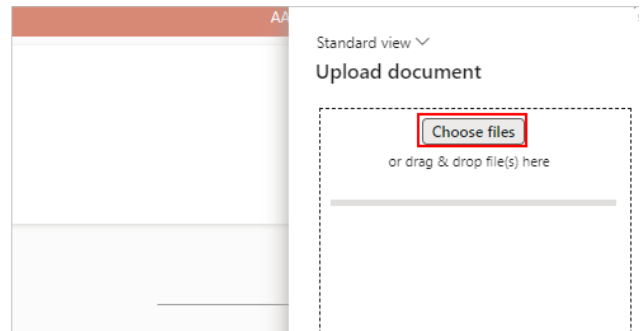 AA
Standard view
Upload document
Choose files
or drag & drop file(s) here